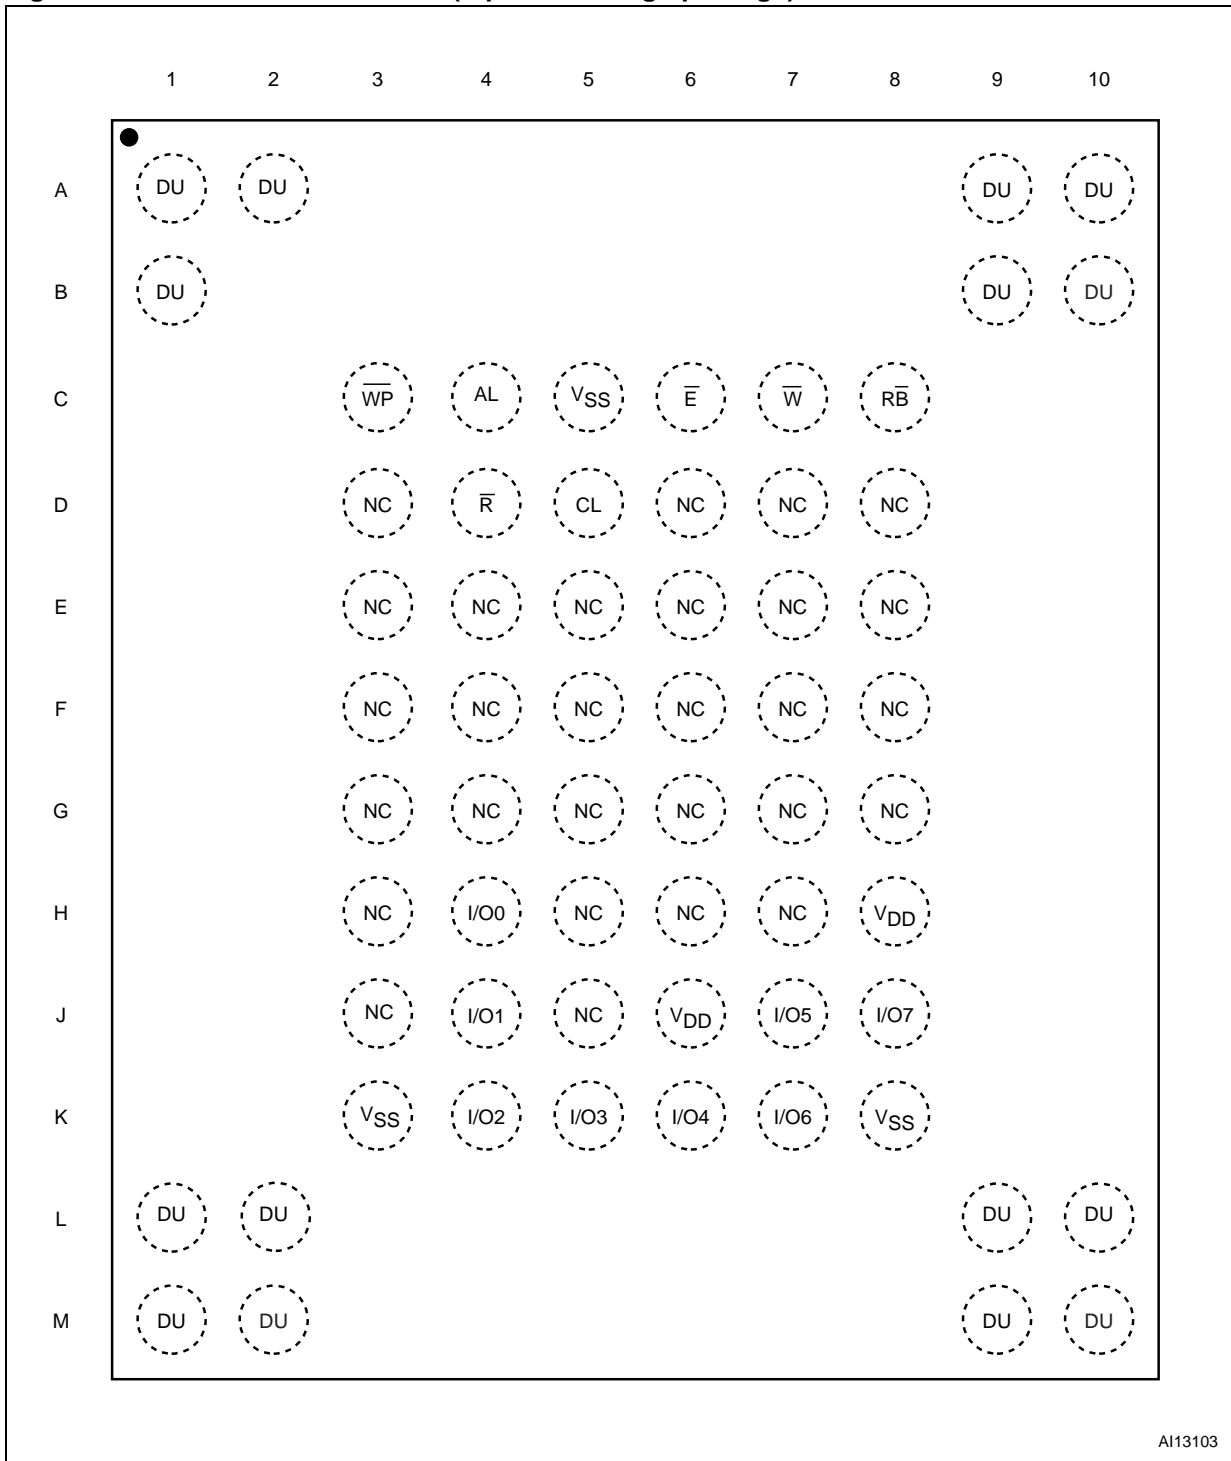 1 2 3 4 5 6 7 8 9 10
A DU DU DU DU
B DU DU DU
C W̅P̅ AL VSS E̅ W̅ RB̅
D NC R̅ CL NC NC NC
E NC NC NC NC NC NC
F NC NC NC NC NC NC
G NC NC NC NC NC NC
H NC I/O0 NC NC NC VDD
J NC I/O1 NC VDD I/O5 I/O7
K VSS I/O2 I/O3 I/O4 I/O6 VSS
L DU DU DU DU
M DU DU DU DU
AI13103